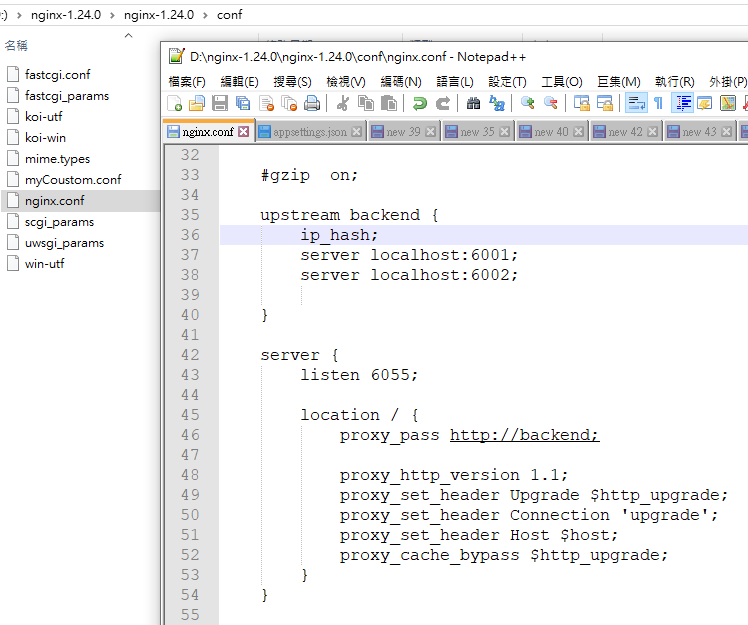 :) › nginx-1.24.0 › nginx-1.24.0 › conf
名稱
fastcgi.conf
fastcgi_params
koi-utf
koi-win
mime.types
myCoustom.conf
nginx.conf
scgi_params
uwsgi_params
win-utf
D:\nginx-1.24.0\nginx-1.24.0\conf\nginx.conf - Notepad++
檔案(F) 編輯(E) 搜尋(S) 檢視(V) 編碼(N) 語言(L) 設定(T) 工具(O) 巨集(M) 執行(R) 外掛(P)
nginx.conf appsettings.json new 39 new 35 new 40 new 42 new 43
32
33 #gzip  on;
34
35 upstream backend {
36 ip_hash;
37 server localhost:6001;
38 server localhost:6002;
39
40 }
41
42 server {
43 listen 6055;
44
45 location / {
46 proxy_pass http://backend;
47
48 proxy_http_version 1.1;
49 proxy_set_header Upgrade $http_upgrade;
50 proxy_set_header Connection 'upgrade';
51 proxy_set_header Host $host;
52 proxy_cache_bypass $http_upgrade;
53 }
54 }
55